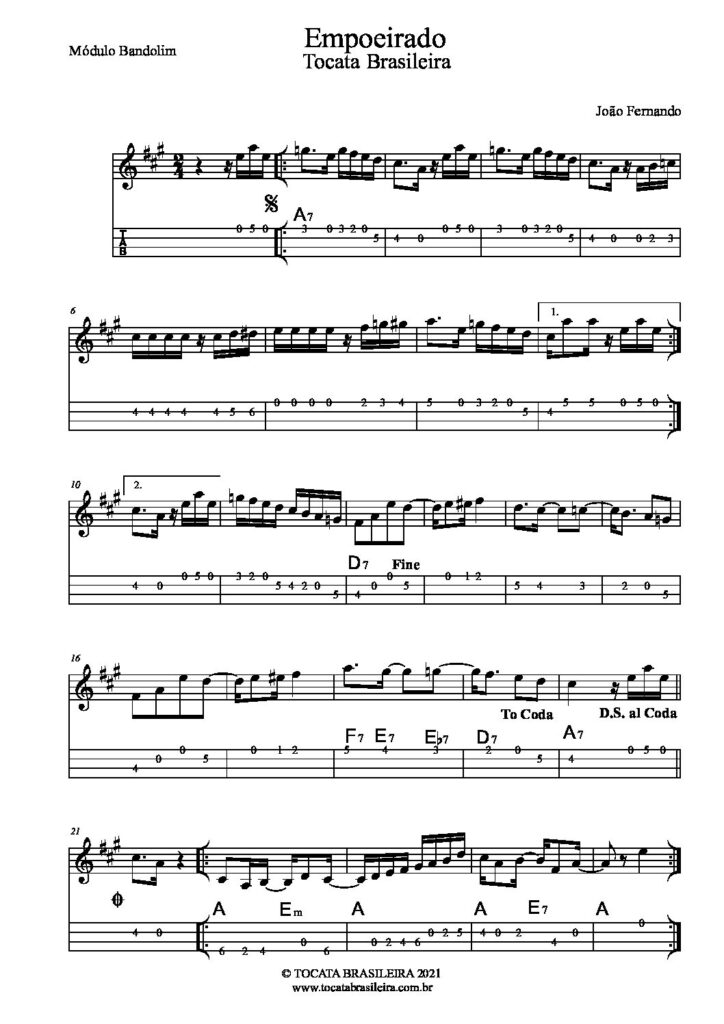 Empoeirado
Módulo Bandolim
Tocata Brasileira
João Fernando
2
4
A7
T
A
B
0 5 0 3 0 3 2 0 5 4 0 0 5 0 3 0 3 2 0 5 4 0 0 2 3
6
1.
4 4 4 4 4 5 6 0 0 0 0 2 3 4 5 0 3 2 0 5 4 5 5 0 5 0
10
2.
D7 Fine
4 0 0 5 0 3 2 0 5 4 2 0 5 4 0 0 5 0 1 2 5 4 3 2 0 5
16
To Coda D.S. al Coda
F7 E7 E♭7 D7 A7
4 0 5 0 1 2 5 4 3 2 0 5 4 0 5 0
21
A Em A A E7 A
4 0 6 2 4 0 6 0 2 4 6 0 2 5 4 0 2 4 0 0
© TOCATA BRASILEIRA 2021
www.tocatabrasileira.com.br